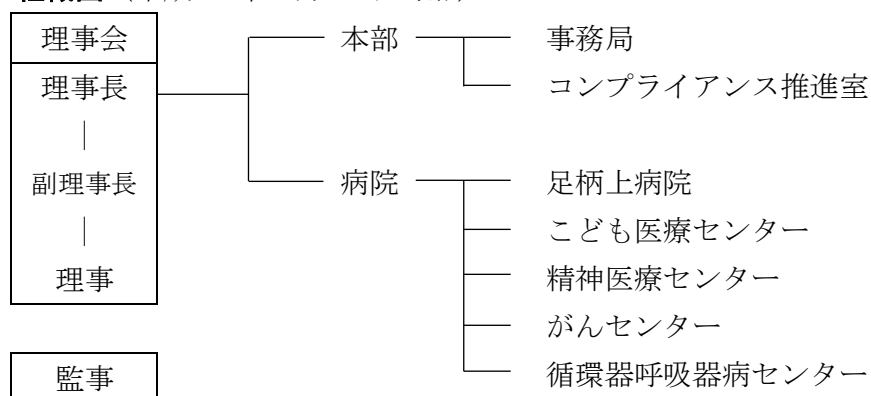 理事会
理事長
|
副理事長
|
理事
監事
本部
事務局
コンプライアンス推進室
病院
足柄上病院
こども医療センター
精神医療センター
がんセンター
循環器呼吸器病センター